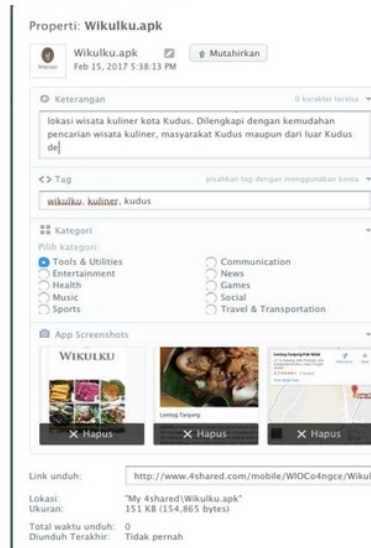 Properti: Wikulku.apk
Wikulku.apk
Mutahirkan
Feb 15, 2017 5:38:13 PM
Keterangan
0 karakter tersisa
lokasi wisata kuliner kota Kudus. Dilengkapi dengan kemudahan
pencarian wisata kuliner, masyarakat Kudus maupun dari luar Kudus
de
<> Tag
pisahkan tag dengan menggunakan koma
wikulku, kuliner, kudus
Kategori
Pilih kategori:
Tools & Utilities
Communication
Entertainment
News
Health
Games
Music
Social
Sports
Travel & Transportation
App Screenshots
WIKULKU
Lentog Tanjung
X Hapus
X Hapus
X Hapus
Link unduh:
http://www.4shared.com/mobile/WlOCo4ngce/Wikul
Lokasi:
"My 4shared\Wikulku.apk"
Ukuran:
151 KB (154,865 bytes)
Total waktu unduh:
0
Diunduh Terakhir:
Tidak pernah